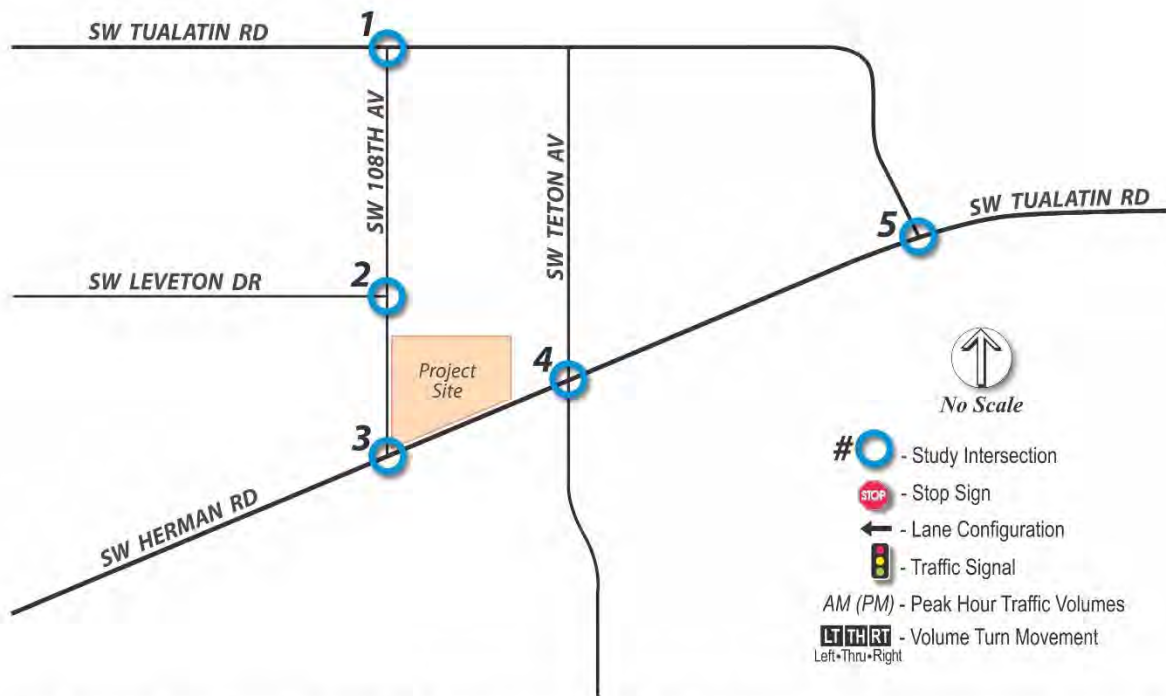 SW TUALATIN RD
1
SW 108TH AV
SW TETON AV
5
SW TUALATIN RD
SW LEVETON DR
2
Project
Site
4
No Scale
3
SW HERMAN RD
# - Study Intersection
STOP - Stop Sign
- Lane Configuration
- Traffic Signal
AM (PM) - Peak Hour Traffic Volumes
LT TH RT - Volume Turn Movement
Left•Thru•Right